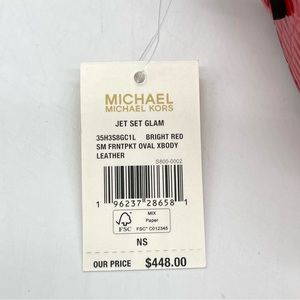 MICHAEL
MICHAEL KORS
JET SET GLAM
35H3S8GC1L BRIGHT RED
SM FRNTPKT OVAL XBODY
LEATHER
S800-0002
1 96237 28658 1
FSC
MIX
Paper
FSC® C012345
NS
OUR PRICE $448.00